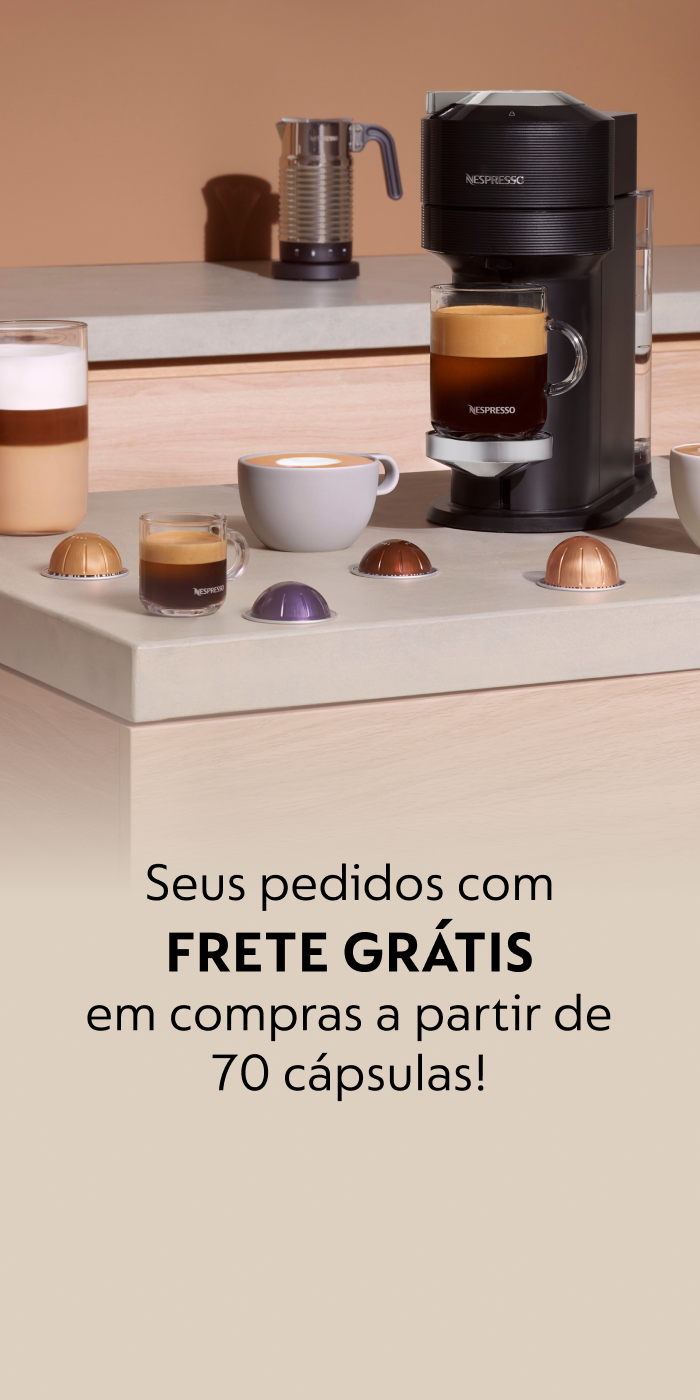 NESPRESSO
NESPRESSO
NESPRESSO
Seus pedidos com
FRETE GRÁTIS
em compras a partir de
70 cápsulas!